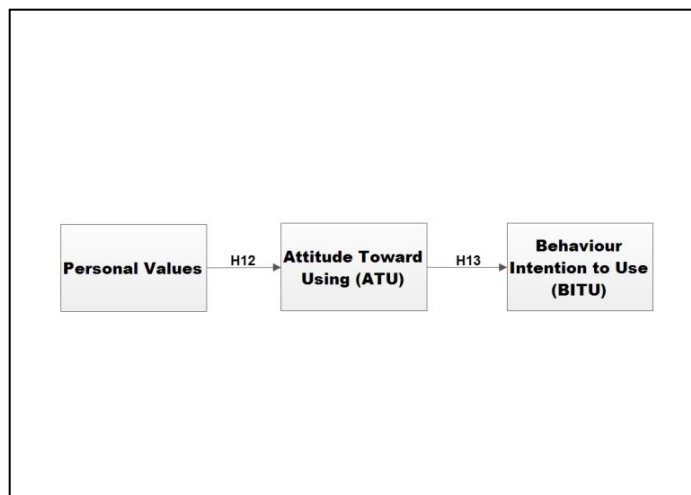 Personal Values
H12
Attitude Toward
Using (ATU)
H13
Behaviour
Intention to Use
(BITU)